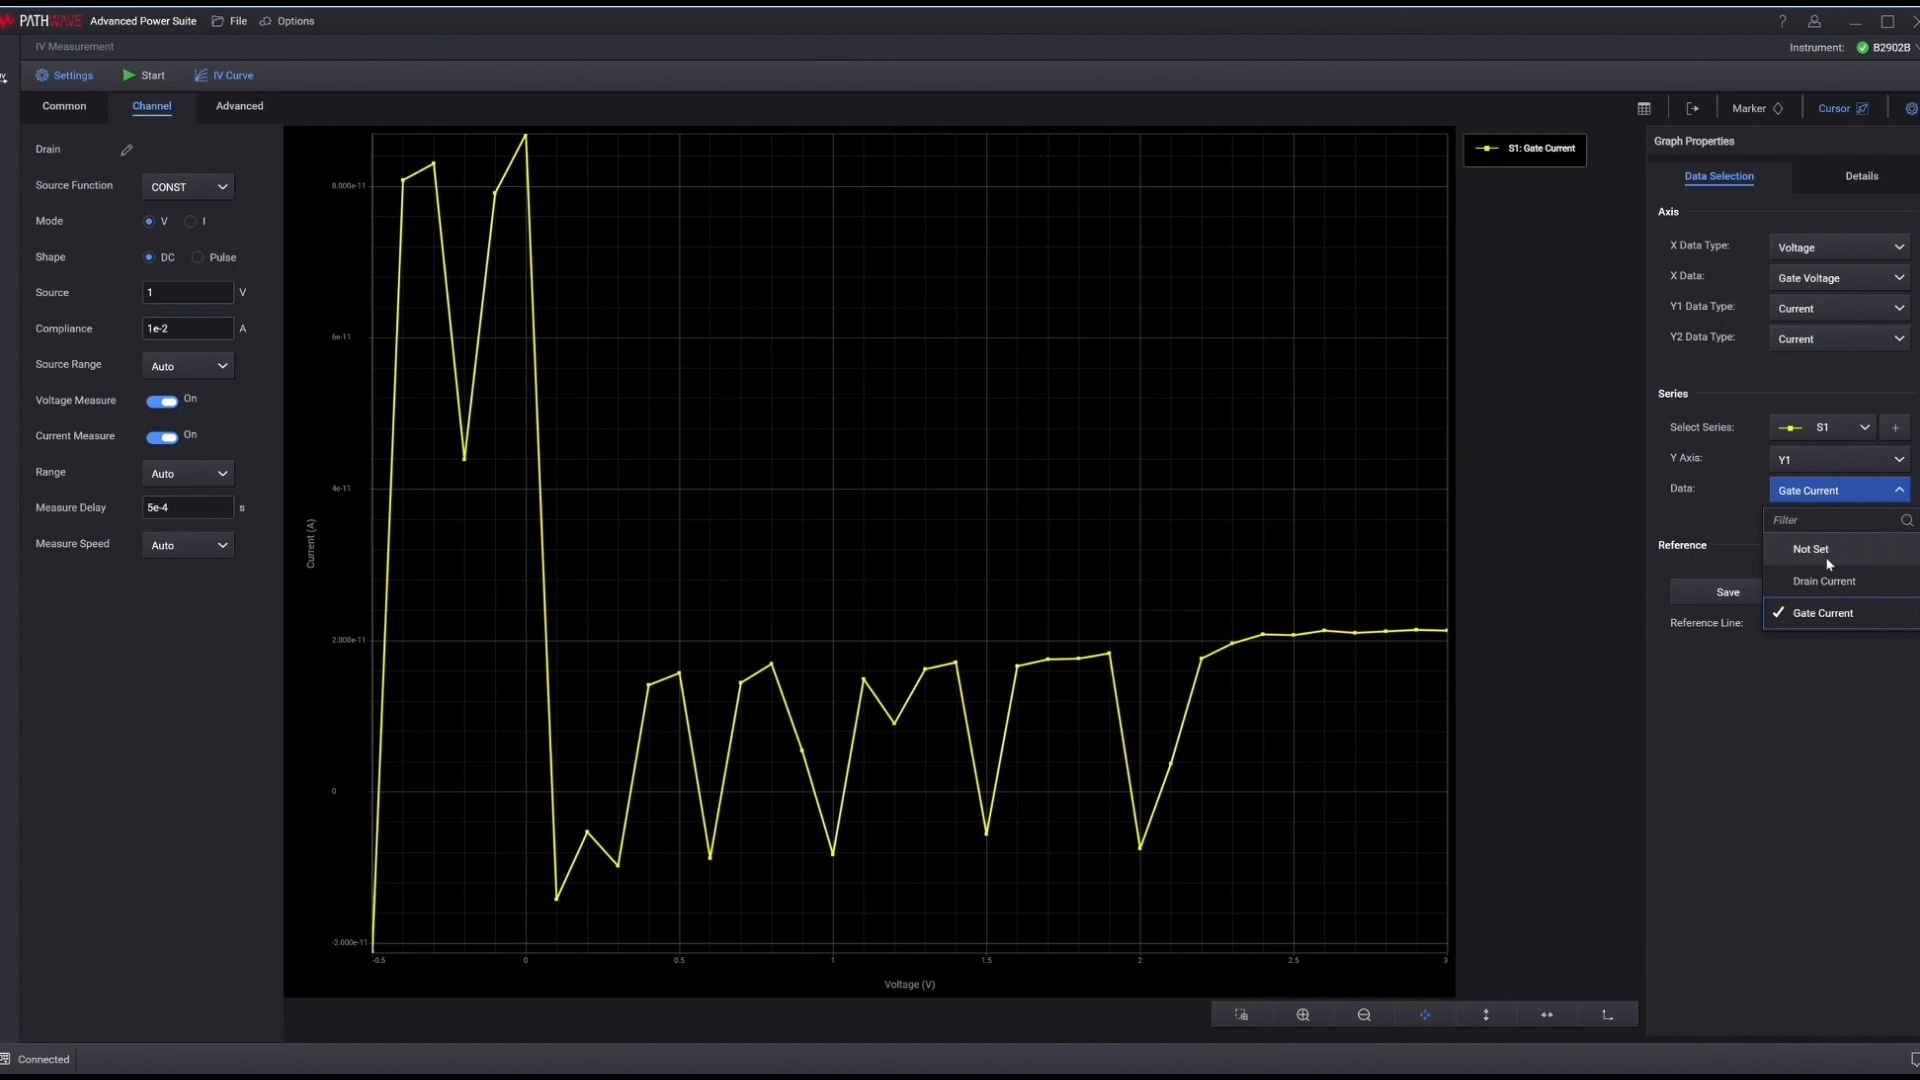 PATHWAVE Advanced Power Suite File Options
IV Measurement
Instrument: B2902B
Settings Start IV Curve
Common Channel Advanced
Marker Cursor
Drain
Source Function CONST
Mode V I
Shape DC Pulse
Source 1 V
Compliance 1e-2 A
Source Range Auto
Voltage Measure On
Current Measure On
Range Auto
Measure Delay 5e-4 s
Measure Speed Auto
8.000e-11
6e-11
4e-11
2.000e-11
0
-2.000e-11
Current (A)
-0.5 0 0.5 1 1.5 2 2.5 3
Voltage (V)
S1: Gate Current
Graph Properties
Data Selection Details
Axis
X Data Type: Voltage
X Data: Gate Voltage
Y1 Data Type: Current
Y2 Data Type: Current
Series
Select Series: S1 +
Y Axis: Y1
Data: Gate Current
Filter
Not Set
Drain Current
Gate Current
Reference
Save
Reference Line:
Connected